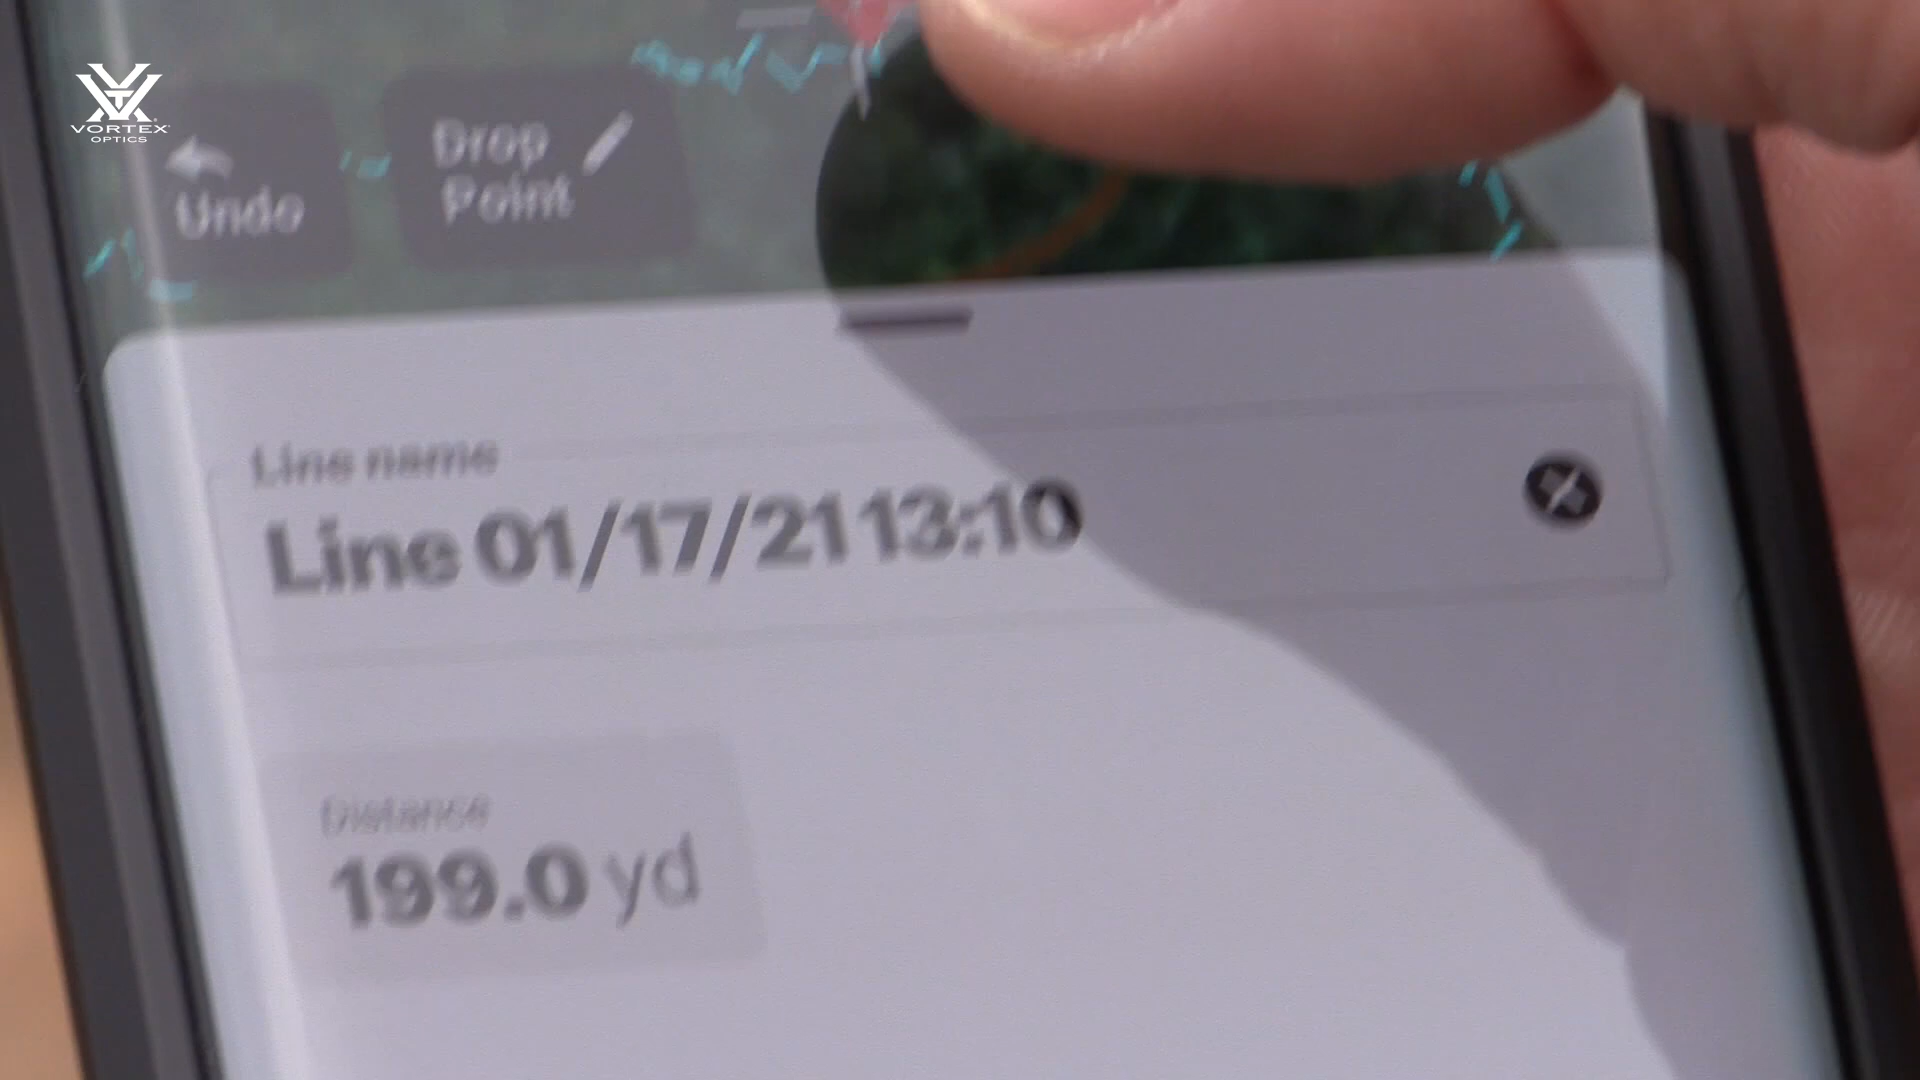 VORTEX
OPTICS
Undo
Drop
Point
Line name
Line 01/17/21 13:10
Distance
199.0 yd